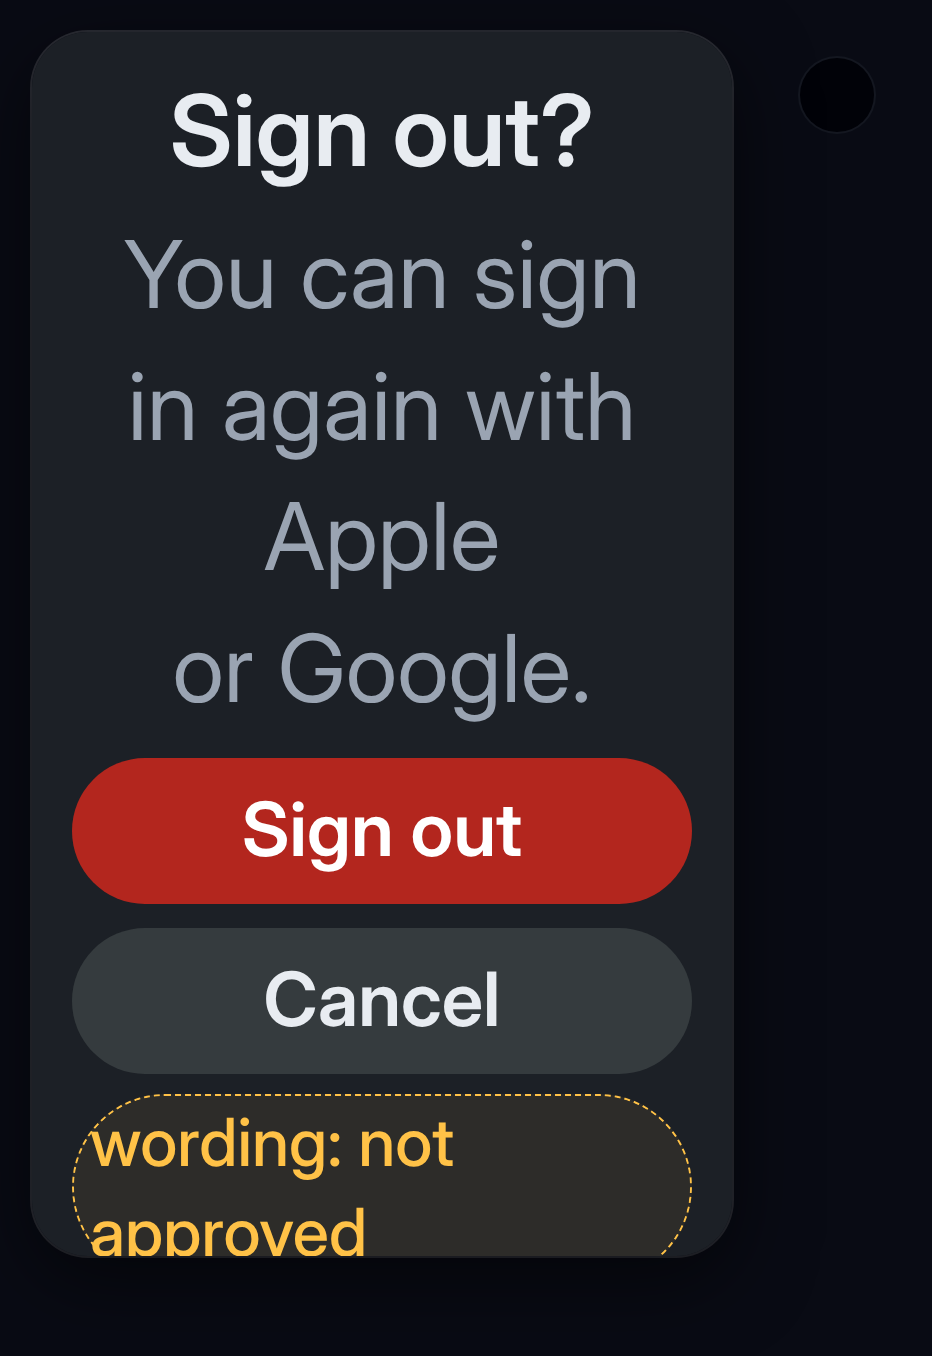 Sign out?
You can sign
in again with
Apple
or Google.
Sign out
Cancel
wording: not
approved